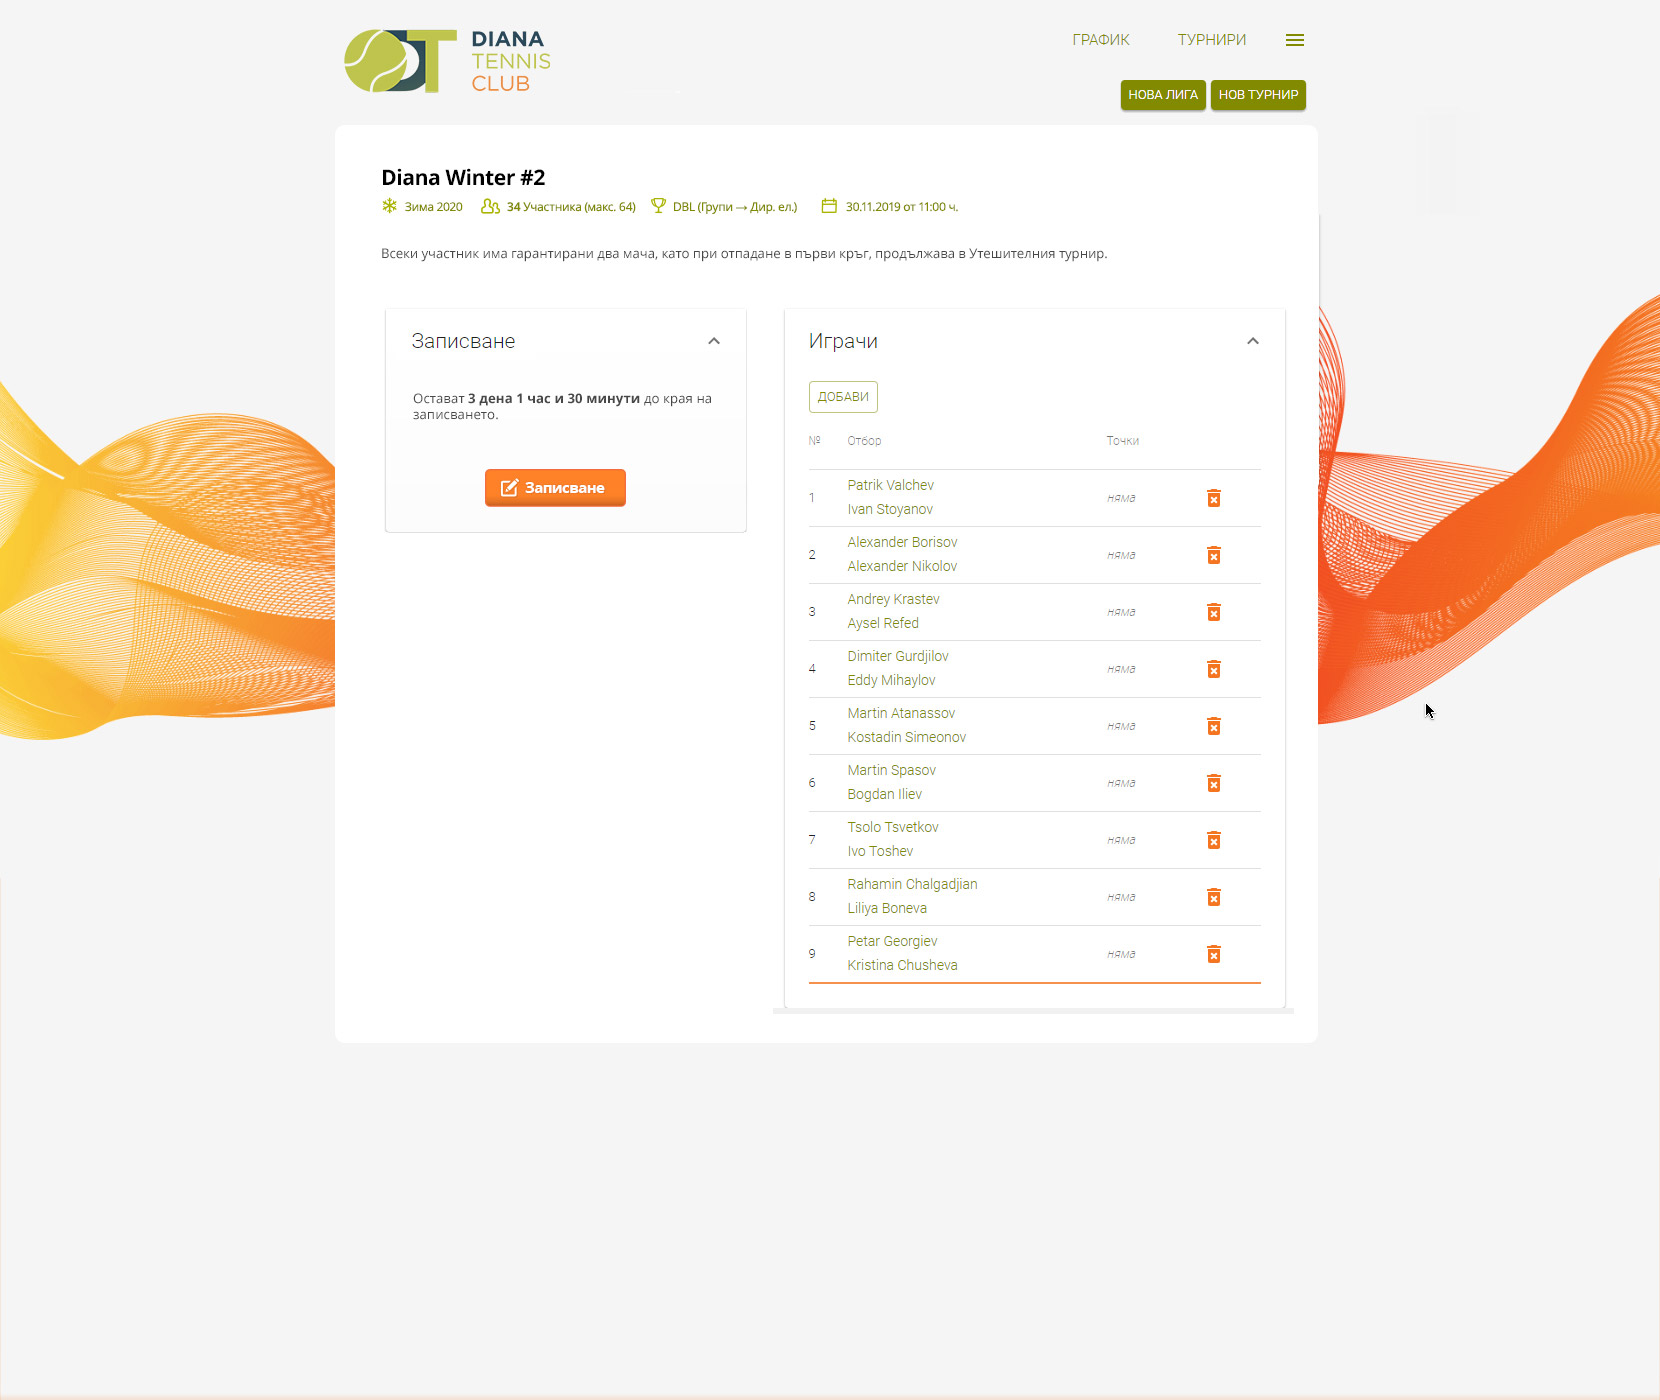 DIANA
TENNIS
CLUB
ГРАФИК
ТУРНИРИ
НОВА ЛИГА
НОВ ТУРНИР
Diana Winter #2
Зима 2020
34 Участника (макс. 64)
DBL (Групи → Дир. ел.)
30.11.2019 от 11:00 ч.
Всеки участник има гарантирани два мача, като при отпадане в първи кръг, продължава в Утешителния турнир.
Записване
Остават 3 дена 1 час и 30 минути до края на
записването.
Записване
Играчи
ДОБАВИ
№ Отбор Точки
Patrik Valchev
1 няма
Ivan Stoyanov
Alexander Borisov
2 няма
Alexander Nikolov
Andrey Krastev
3 няма
Aysel Refed
Dimiter Gurdjilov
4 няма
Eddy Mihaylov
Martin Atanassov
5 няма
Kostadin Simeonov
Martin Spasov
6 няма
Bogdan Iliev
Tsolo Tsvetkov
7 няма
Ivo Toshev
Rahamin Chalgadjian
8 няма
Liliya Boneva
Petar Georgiev
9 няма
Kristina Chusheva